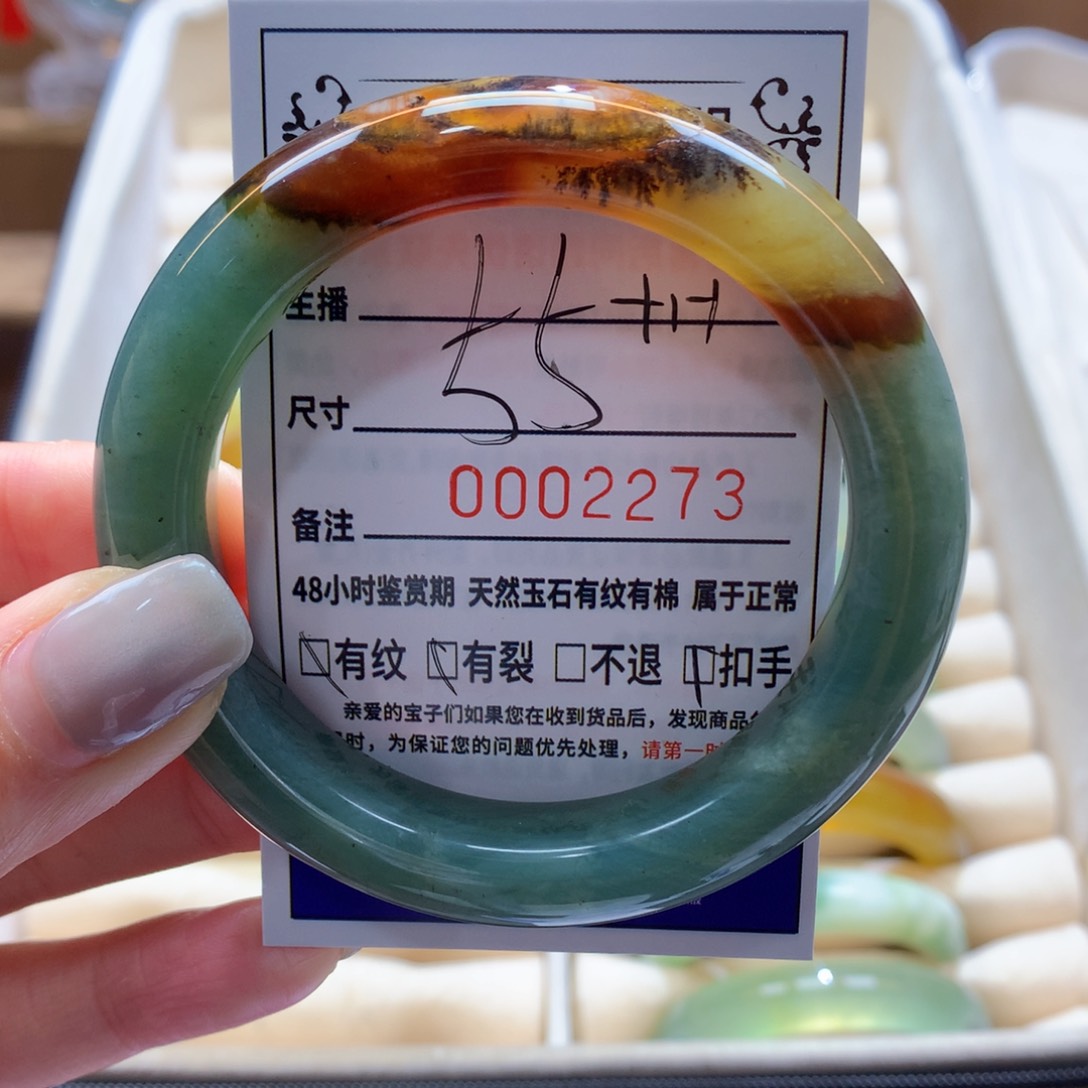 主播
55 卅
尺寸
0002273
备注
48小时鉴赏期 天然玉石有纹有棉 属于正常
有纹 有裂 不退 扣手
亲爱的宝子们如果您在收到货品后,发现商品
时,为保证您的问题优先处理,请第一时